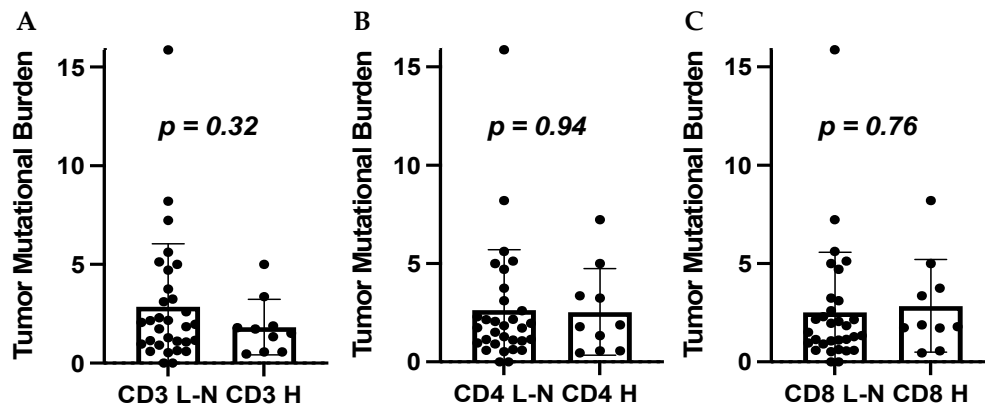 A
Tumor Mutational Burden
15
10
5
0
p = 0.32
CD3 L-N CD3 H
B
Tumor Mutational Burden
15
10
5
0
p = 0.94
CD4 L-N CD4 H
C
Tumor Mutational Burden
15
10
5
0
p = 0.76
CD8 L-N CD8 H